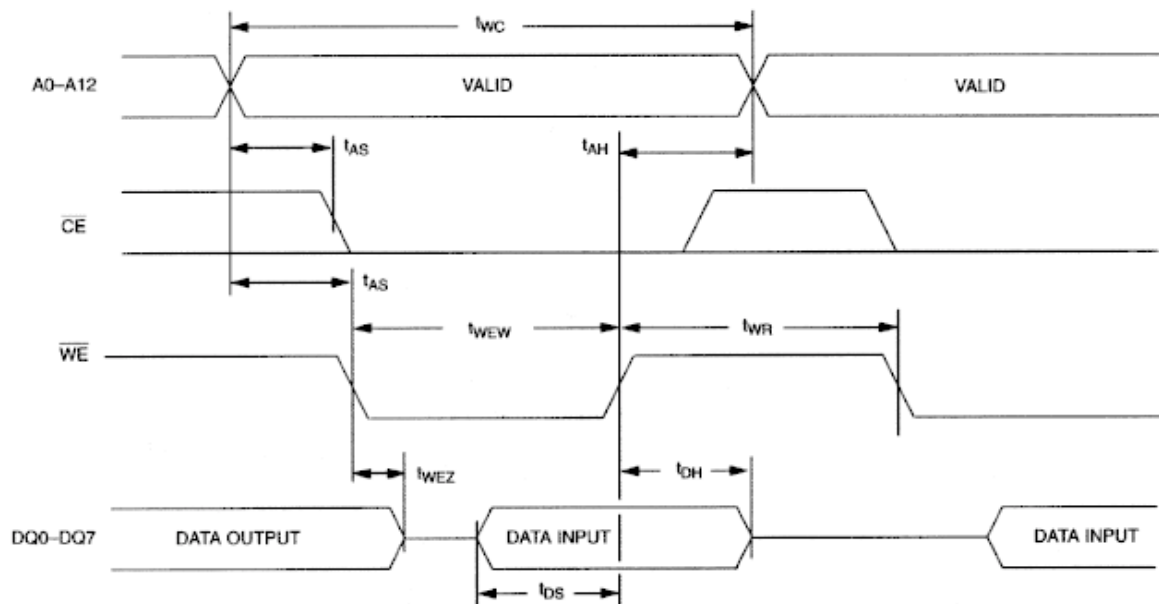 tWC
A0–A12 VALID VALID
tAS tAH
CE
tAS
tWEW tWR
WE
tWEZ tDH
DQ0–DQ7 DATA OUTPUT DATA INPUT DATA INPUT
tDS